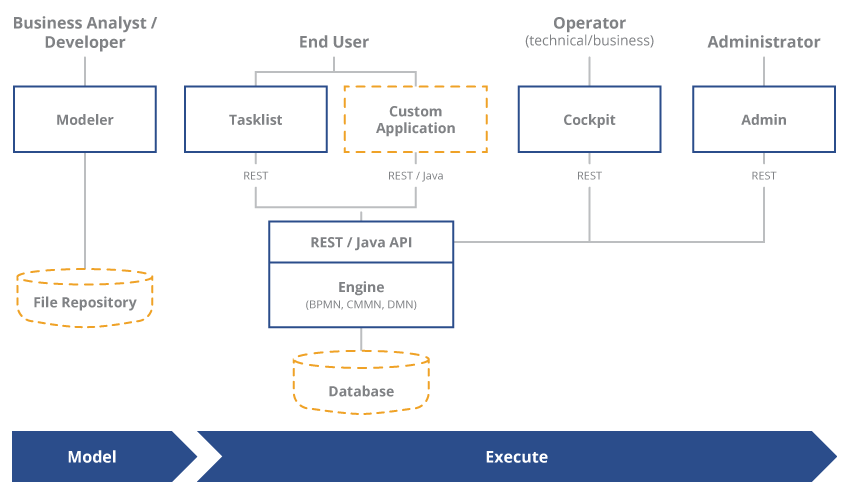 Business Analyst /
Developer
End User
Operator
(technical/business)
Administrator
Modeler
Tasklist
Custom
Application
Cockpit
Admin
REST
REST / Java
REST
REST
REST / Java API
Engine
(BPMN, CMMN, DMN)
File Repository
Database
Model
Execute